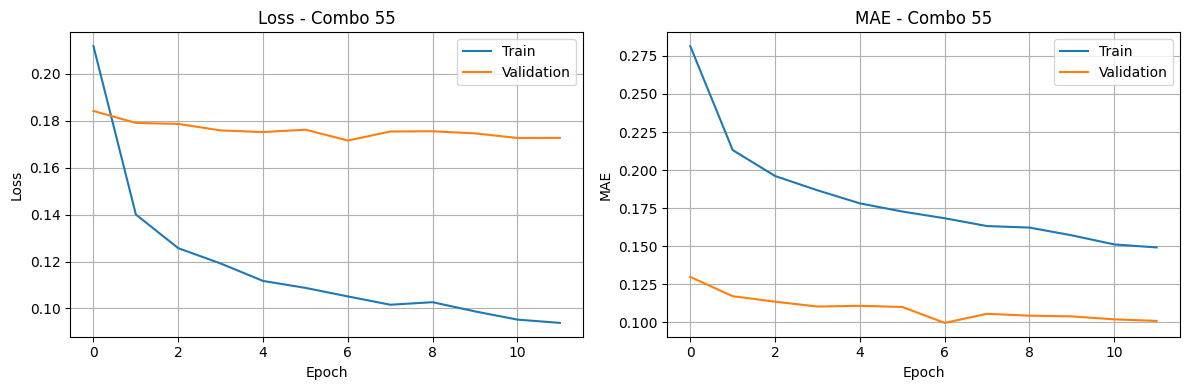 Loss - Combo 55
Train
Validation
0.20
0.18
0.16
0.14
0.12
0.10
Loss
0 2 4 6 8 10
Epoch
MAE - Combo 55
Train
Validation
0.275
0.250
0.225
0.200
0.175
0.150
0.125
0.100
MAE
0 2 4 6 8 10
Epoch